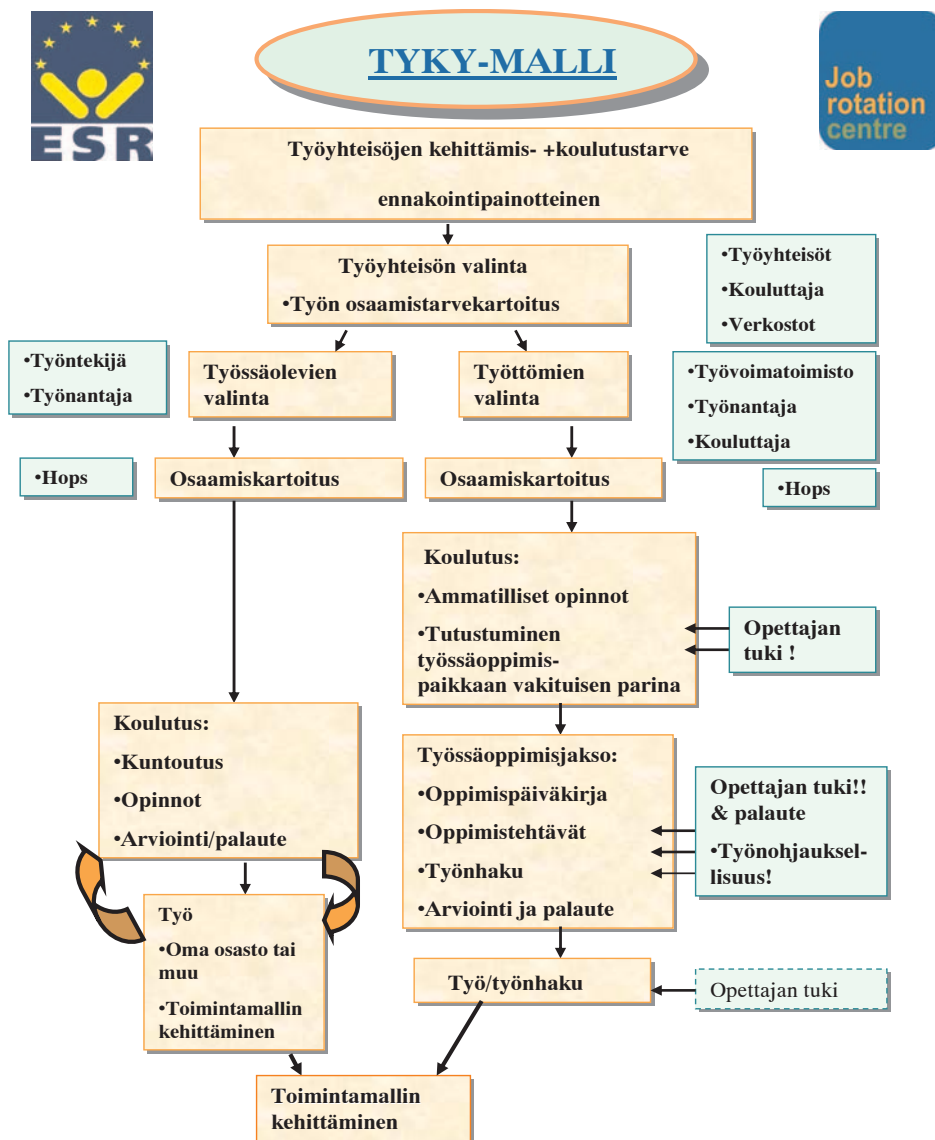 ESR
TYKY-MALLI
Job
rotation
centre
Työyhteisöjen kehittämis- +koulutustarve
ennakointipainotteinen
Työyhteisön valinta
•Työn osaamistarvekartoitus
•Työyhteisöt
•Kouluttaja
•Verkostot
•Työntekijä
•Työnantaja
Työssäolevien
valinta
Työttömien
valinta
•Työvoimatoimisto
•Työnantaja
•Kouluttaja
•Hops
Osaamiskartoitus
Osaamiskartoitus
•Hops
Koulutus:
•Ammatilliset opinnot
•Tutustuminen
työssäoppimis-
paikkaan vakituisen parina
Opettajan
tuki !
Koulutus:
•Kuntoutus
•Opinnot
•Arviointi/palaute
Työssäoppimisjakso:
•Oppimispäiväkirja
•Oppimistehtävät
•Työnhaku
•Arviointi ja palaute
Opettajan tuki!!
& palaute
•Työnohjauksel-
lisuus!
Työ
•Oma osasto tai
muu
•Toimintamallin
kehittäminen
Työ/työnhaku
Opettajan tuki
Toimintamallin
kehittäminen